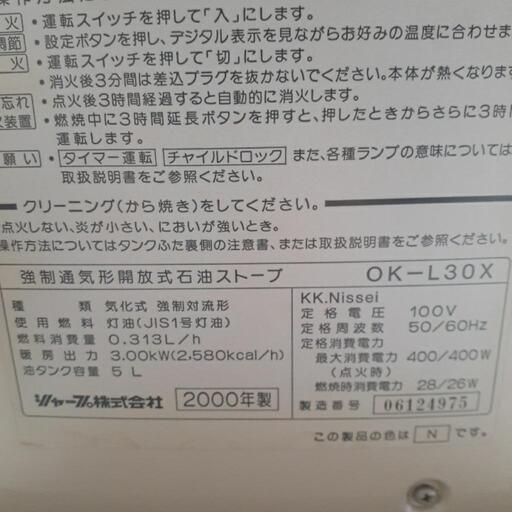 火 ・運転スイッチを押して「入」にします。
調節 ・設定ボタンを押し、デジタル表示を見ながらお好みの温度に合わせま
火 ・運転スイッチを押して「切」にします。
・消火後3分間は差込プラグを抜かないでください。本体が熱くなりま
忘れ ・点火後3時間経過すると自動的に消火します。
装置 ・燃焼中に3時間延長ボタンを押すと、押したときからさらに3時
運転します。
願い ・タイマー運転 チャイルドロック また、各種ランプの意味については
取扱説明書をご参照ください。
クリーニング(から焼き)をしてください。
点火しない、炎が小さい、においが強いとき。
操作方法についてはタンクふた裏側の注意書、または取扱説明書をご参照ください。
強制通気形開放式石油ストーブ OK-L30X
種類 気化式 強制対流形
使用燃料 灯油(JIS1号灯油)
燃料消費量 0.313L/h
暖房出力 3.00kW(2,580kcal/h)
油タンク容量 5L
シャープ株式会社 2000年製
KK.Nissei
定格電圧 100V
定格周波数 50/60Hz
定格消費電力
最大消費電力 400/400W
(点火時)
燃焼時消費電力 28/26W
製造番号 06124975
この製品の色は N です。